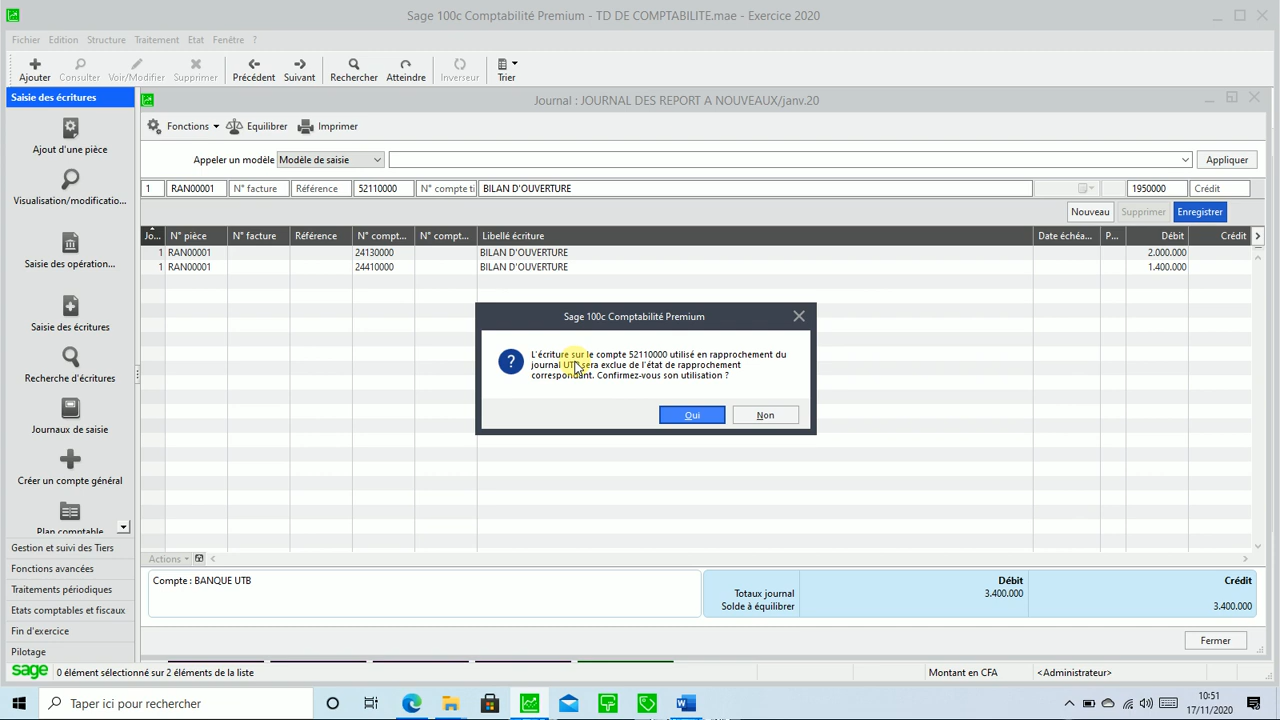 Sage 100c Comptabilité Premium - TD DE COMPTABILITE.mae - Exercice 2020
Fichier Edition Structure Traitement Etat Fenêtre ?
Ajouter Consulter Voir/Modifier Supprimer Précédent Suivant Rechercher Atteindre Inverseur Trier
Saisie des écritures
Journal : JOURNAL DES REPORT A NOUVEAUX/janv.20
Fonctions Equilibrer Imprimer
Ajout d'une pièce
Appeler un modèle Modèle de saisie Appliquer
1 RAN00001 N° facture Référence 52110000 N° compte ti BILAN D'OUVERTURE 1950000 Crédit
Visualisation/modificatio...
Nouveau Supprimer Enregistrer
Jo... N° pièce N° facture Référence N° compt... N° compt... Libellé écriture Date échéa... P... Débit Crédit
1 RAN00001 24130000 BILAN D'OUVERTURE 2.000.000
1 RAN00001 24410000 BILAN D'OUVERTURE 1.400.000
Saisie des opération...
Saisie des écritures
Recherche d'écritures
Journaux de saisie
Créer un compte général
Plan comptable
Sage 100c Comptabilité Premium
L'écriture sur le compte 52110000 utilisé en rapprochement du
journal UTB sera exclue de l'état de rapprochement
correspondant. Confirmez-vous son utilisation ?
Oui Non
Gestion et suivi des Tiers
Fonctions avancées
Traitements périodiques
Etats comptables et fiscaux
Fin d'exercice
Pilotage
Actions
Compte : BANQUE UTB
Débit Crédit
Totaux journal 3.400.000
Solde à équilibrer 3.400.000
Fermer
sage 0 élément sélectionné sur 2 éléments de la liste Montant en CFA <Administrateur>
Taper ici pour rechercher
10:51
17/11/2020